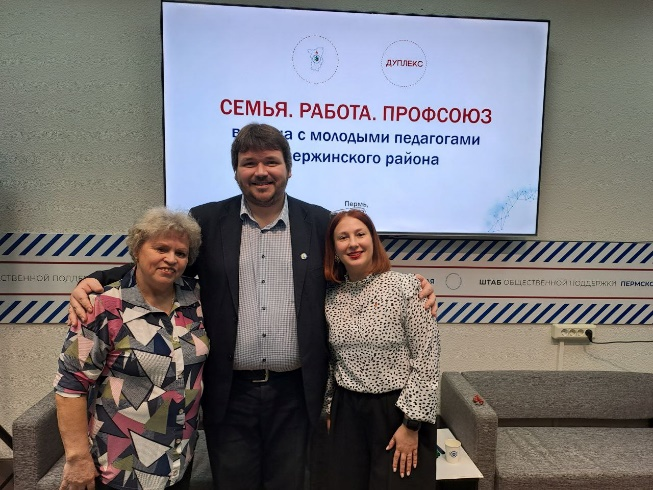 ДУПЛЕКС
СЕМЬЯ. РАБОТА. ПРОФСОЮЗ
с молодыми педагогами
района
Пермь,
ШТАБ ОБЩЕСТВЕННОЙ ПОДДЕРЖКИ